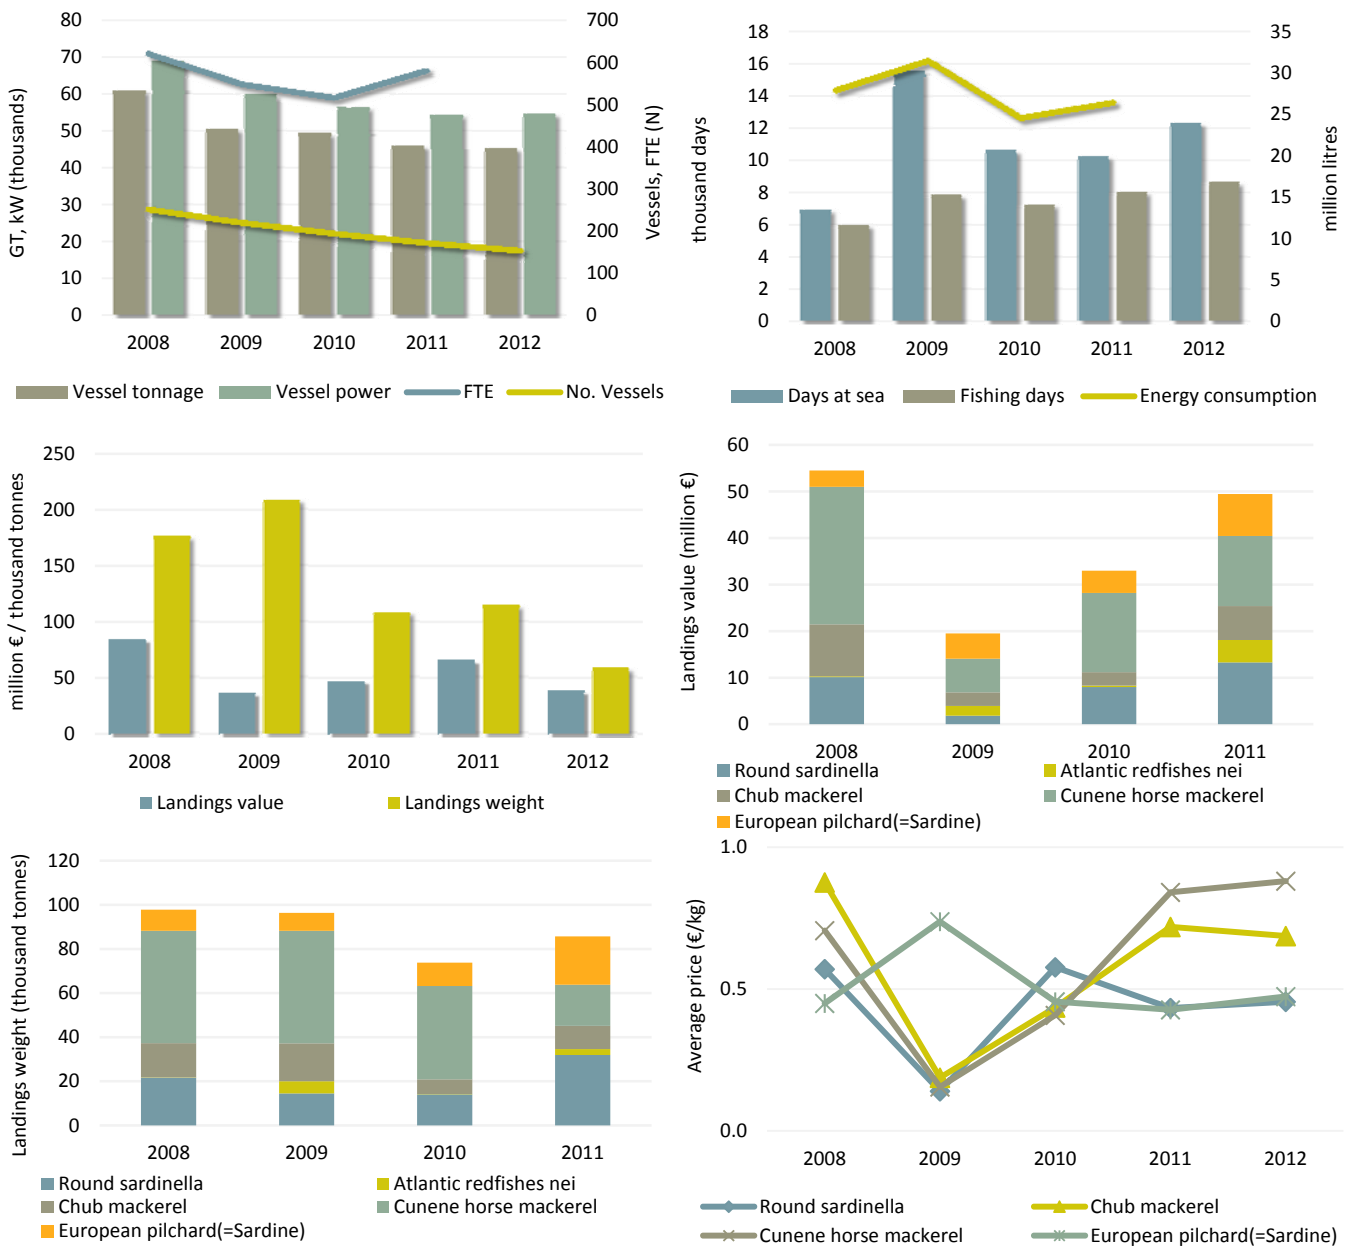 GT, kW (thousands)
80
70
60
50
40
30
20
10
0
700
600
500
400
300
200
100
0
Vessels, FTE (N)
2008 2009 2010 2011 2012
Vessel tonnage Vessel power FTE No. Vessels
thousand days
18
16
14
12
10
8
6
4
2
0
35
30
25
20
15
10
5
0
million litres
2008 2009 2010 2011 2012
Days at sea Fishing days Energy consumption
million € / thousand tonnes
250
200
150
100
50
0
2008 2009 2010 2011 2012
Landings value Landings weight
Landings value (million €)
60
50
40
30
20
10
0
2008 2009 2010 2011
Round sardinella Atlantic redfishes nei
Chub mackerel Cunene horse mackerel
European pilchard(=Sardine)
Landings weight (thousand tonnes)
120
100
80
60
40
20
0
2008 2009 2010 2011
Round sardinella Atlantic redfishes nei
Chub mackerel Cunene horse mackerel
European pilchard(=Sardine)
Average price (€/kg)
1.0
0.5
0.0
2008 2009 2010 2011 2012
Round sardinella Chub mackerel
Cunene horse mackerel European pilchard(=Sardine)